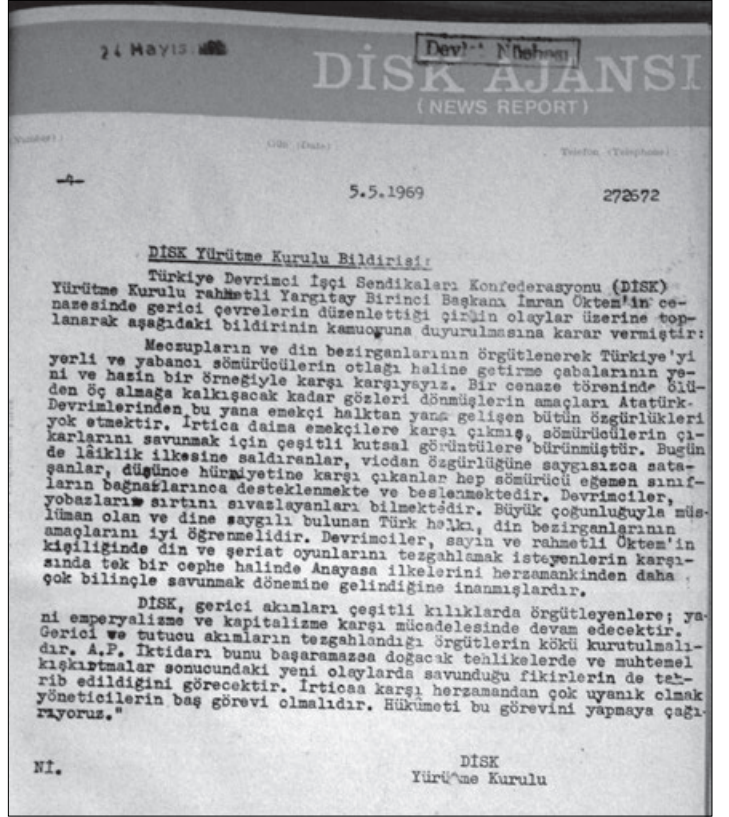 24 Mayıs
Devlet Nüshası
DİSK AJANSI
(NEWS REPORT)
(Number)
Gün (Date)
Telefon (Telephone)
-4-
5.5.1969
272672
DİSK Yürütme Kurulu Bildirisi:
Türkiye Devrimci İşçi Sendikaları Konfederasyonu (DİSK)
Yürütme Kurulu rahmetli Yargıtay Birinci Başkanı İmran Öktem'in ce-
nazesinde gerici çevrelerin düzenlettiği çirkin olaylar üzerine top-
lanarak aşağıdaki bildirinin kamuoyuna duyurulmasına karar vermiştir:
Meczupların ve din bezirganlarının örgütlenerek Türkiye'yi
yerli ve yabancı sömürücülerin otlağı haline getirme çabalarının ye-
ni ve hazin bir örneğiyle karşı karşıyayız. Bir cenaze töreninde ölü-
den öç almağa kalkışacak kadar gözleri dönmüşlerin amaçları Atatürk-
Devrimlerinden bu yana emekçi halktan yana gelişen bütün özgürlükleri
yok etmektir. İrtica daima emekçilere karşı çıkmış, sömürücülerin çı-
karlarını savunmak için çeşitli kutsal görüntülere bürünmüştür. Bugün
de lâiklik ilkesine saldıranlar, vicdan özgürlüğüne saygısızca sata-
şanlar, düşünce hürriyetine karşı çıkanlar hep sömürücü egemen sınıf-
ların bağnazlarınca desteklenmekte ve beslenmektedir. Devrimciler,
yobazların sırtını sıvazlayanları bilmektedir. Büyük çoğunluğuyla müs-
lüman olan ve dine saygılı bulunan Türk halkı, din bezirganlarının
amaçlarını iyi öğrenmelidir. Devrimciler, sayın ve rahmetli Öktem'in
kişiliğinde din ve şeriat oyunlarını tezgahlamak isteyenlerin karşı-
sında tek bir cephe halinde Anayasa ilkelerini herzamankinden daha
çok bilinçle savunmak dönemine gelindiğine inanmışlardır.
DİSK, gerici akımları çeşitli kılıklarda örgütleyenlere; ya-
ni emperyalizme ve kapitalizme karşı mücadelesinde devam edecektir.
Gerici ve tutucu akımların tezgahlandığı örgütlerin kökü kurutulmalı-
dır. A.P. İktidarı bunu başaramazsa doğacak tehlikelerde ve muhtemel
kışkırtmalar sonucundaki yeni olaylarda savunduğu fikirlerin de tah-
rib edildiğini görecektir. İrticaa karşı herzamandan çok uyanık olmak
yöneticilerin baş görevi olmalıdır. Hükümeti bu görevini yapmaya çağı-
rıyoruz."
DİSK
Nİ.
Yürütme Kurulu